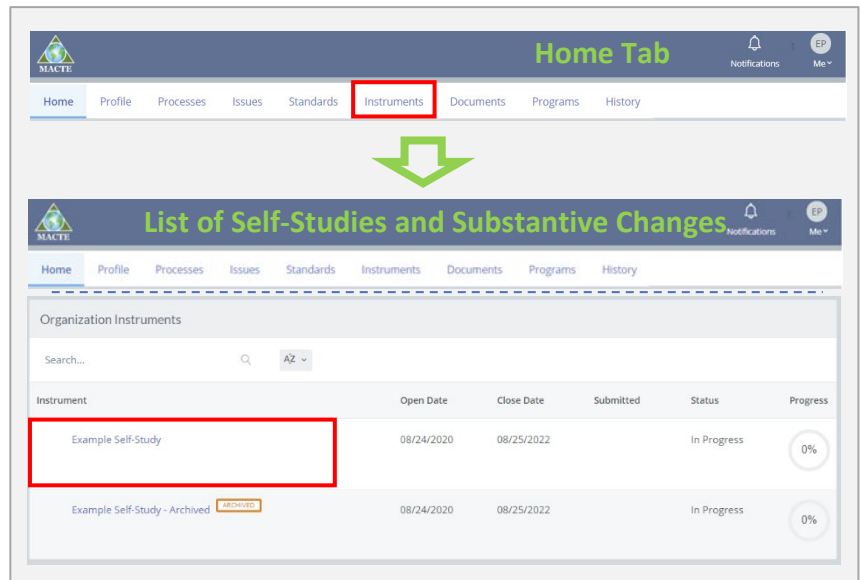 MACTE
Home Tab
Notifications
EP
Me
Home Profile Processes Issues Standards Instruments Documents Programs History
MACTE
List of Self-Studies and Substantive Changes
Notifications
EP
Me
Home Profile Processes Issues Standards Instruments Documents Programs History
Organization Instruments
Search... AZ
Instrument Open Date Close Date Submitted Status Progress
Example Self-Study 08/24/2020 08/25/2022 In Progress 0%
Example Self-Study - Archived ARCHIVED 08/24/2020 08/25/2022 In Progress 0%